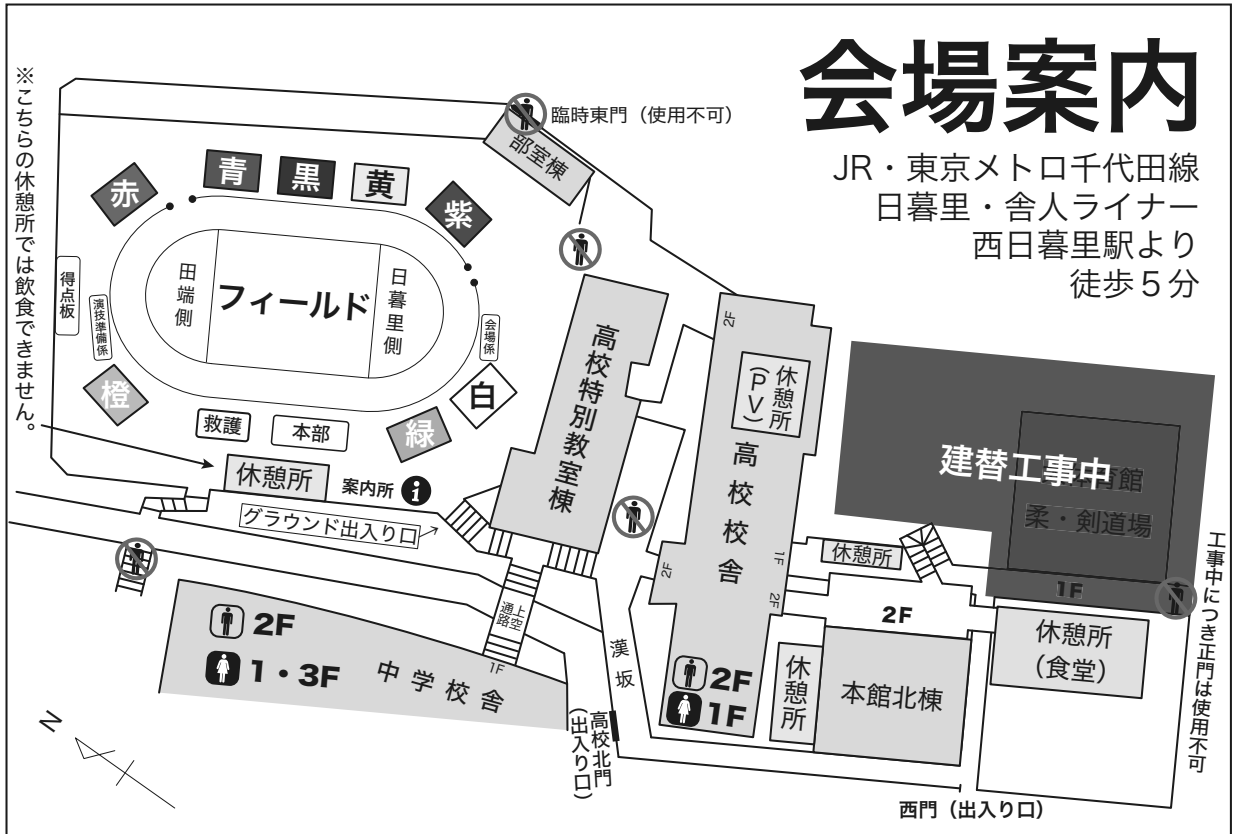 会場案内
JR・東京メトロ千代田線
日暮里・舎人ライナー
西日暮里駅より
徒歩５分
※こちらの休憩所では飲食できません。
臨時東門（使用不可）
部室棟
赤
青
黒
黄
紫
得点板
演技準備係
田端側
フィールド
日暮里側
会場係
橙
救護
本部
緑
白
休憩所
案内所
グラウンド出入り口
高校特別教室棟
2F
休憩所
(PV)
高校校舎
2F
1F
2F
2F
1F
建替工事中
柔・剣道場
1F
休憩所
2F
休憩所
(食堂)
休憩所
本館北棟
工事中につき正門は使用不可
上空
通路
1F
2F
1・3F
中学校舎
漢坂
高校北門
(出入り口)
西門（出入り口）
N